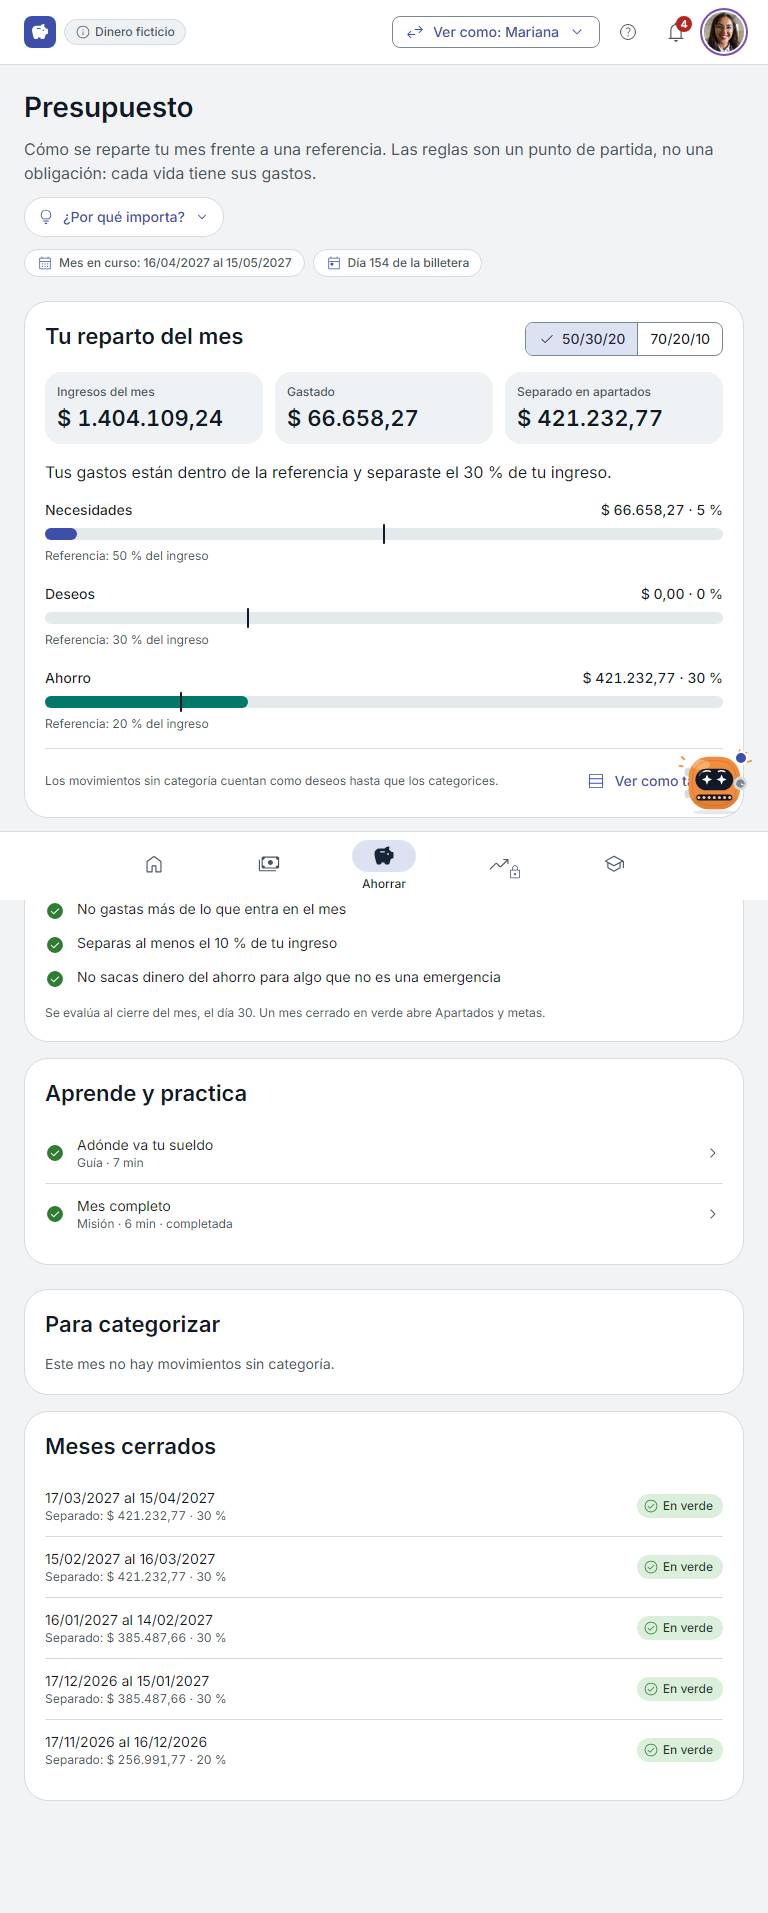 Dinero ficticio
Ver como: Mariana
4
Presupuesto
Cómo se reparte tu mes frente a una referencia. Las reglas son un punto de partida, no una
obligación: cada vida tiene sus gastos.
¿Por qué importa?
Mes en curso: 16/04/2027 al 15/05/2027
Día 154 de la billetera
Tu reparto del mes
50/30/20
70/20/10
Ingresos del mes
$ 1.404.109,24
Gastado
$ 66.658,27
Separado en apartados
$ 421.232,77
Tus gastos están dentro de la referencia y separaste el 30 % de tu ingreso.
Necesidades
$ 66.658,27 · 5 %
Referencia: 50 % del ingreso
Deseos
$ 0,00 · 0 %
Referencia: 30 % del ingreso
Ahorro
$ 421.232,77 · 30 %
Referencia: 20 % del ingreso
Los movimientos sin categoría cuentan como deseos hasta que los categorices.
Ver como
Ahorrar
No gastas más de lo que entra en el mes
Separas al menos el 10 % de tu ingreso
No sacas dinero del ahorro para algo que no es una emergencia
Se evalúa al cierre del mes, el día 30. Un mes cerrado en verde abre Apartados y metas.
Aprende y practica
Adónde va tu sueldo
Guía · 7 min
Mes completo
Misión · 6 min · completada
Para categorizar
Este mes no hay movimientos sin categoría.
Meses cerrados
17/03/2027 al 15/04/2027
Separado: $ 421.232,77 · 30 %
En verde
15/02/2027 al 16/03/2027
Separado: $ 421.232,77 · 30 %
En verde
16/01/2027 al 14/02/2027
Separado: $ 385.487,66 · 30 %
En verde
17/12/2026 al 15/01/2027
Separado: $ 385.487,66 · 30 %
En verde
17/11/2026 al 16/12/2026
Separado: $ 256.991,77 · 20 %
En verde